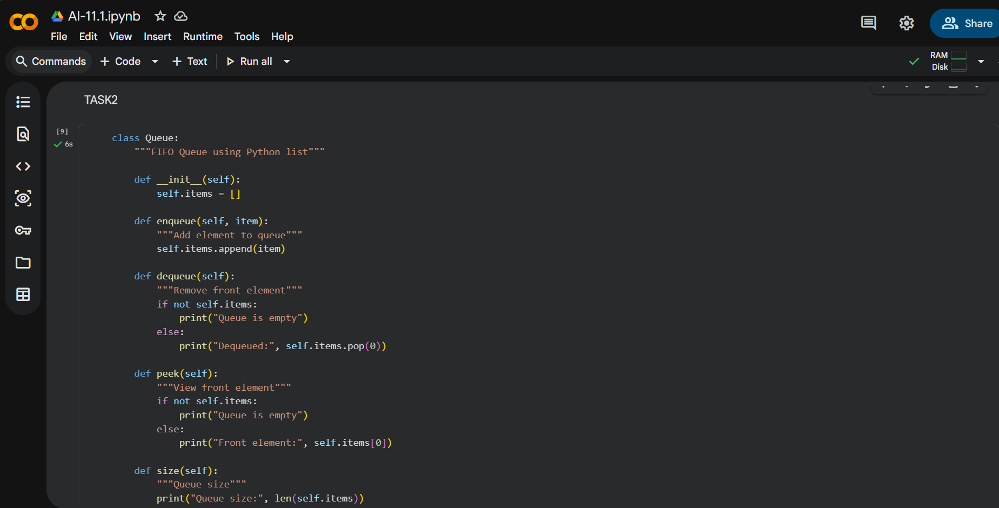 AI-11.1.ipynb
File Edit View Insert Runtime Tools Help
Share
Commands + Code + Text Run all
RAM
Disk
TASK2
[9]
6s
class Queue:
    """FIFO Queue using Python list"""

    def __init__(self):
        self.items = []

    def enqueue(self, item):
        """Add element to queue"""
        self.items.append(item)

    def dequeue(self):
        """Remove front element"""
        if not self.items:
            print("Queue is empty")
        else:
            print("Dequeued:", self.items.pop(0))

    def peek(self):
        """View front element"""
        if not self.items:
            print("Queue is empty")
        else:
            print("Front element:", self.items[0])

    def size(self):
        """Queue size"""
        print("Queue size:", len(self.items))